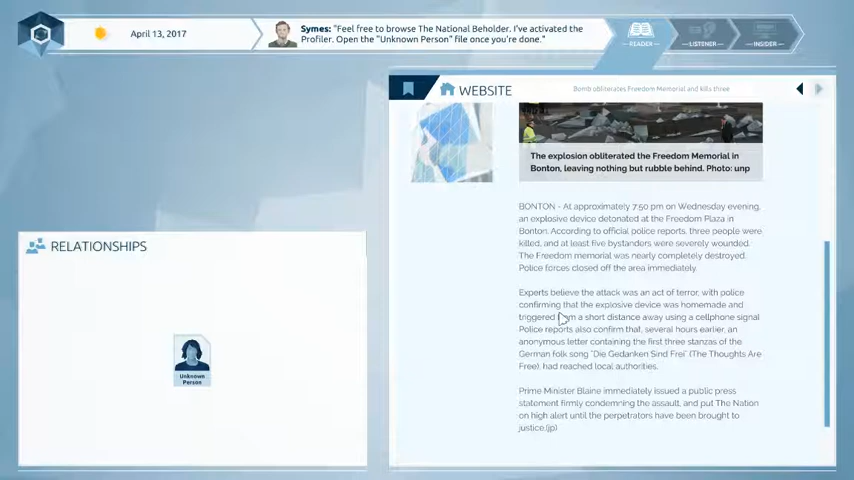 April 13, 2017
Symes: "Feel free to browse The National Beholder. I've activated the
Profiler. Open the "Unknown Person" file once you're done."
READER
LISTENER
INSIDER
WEBSITE
Bomb obliterates Freedom Memorial and kills three
The explosion obliterated the Freedom Memorial in
Bonton, leaving nothing but rubble behind. Photo: unp
BONTON - At approximately 7:50 pm on Wednesday evening,
an explosive device detonated at the Freedom Plaza in
Bonton. According to official police reports, three people were
killed, and at least five bystanders were severely wounded.
The Freedom memorial was nearly completely destroyed.
Police forces closed off the area immediately.
Experts believe the attack was an act of terror, with police
confirming that the explosive device was homemade and
triggered from a short distance away using a cellphone signal
Police reports also confirm that, several hours earlier, an
anonymous letter containing the first three stanzas of the
German folk song "Die Gedanken Sind Frei" (The Thoughts Are
Free), had reached local authorities.
Prime Minister Blaine immediately issued a public press
statement firmly condemning the assault, and put The Nation
on high alert until the perpetrators have been brought to
justice.(jp)
RELATIONSHIPS
Unknown
Person